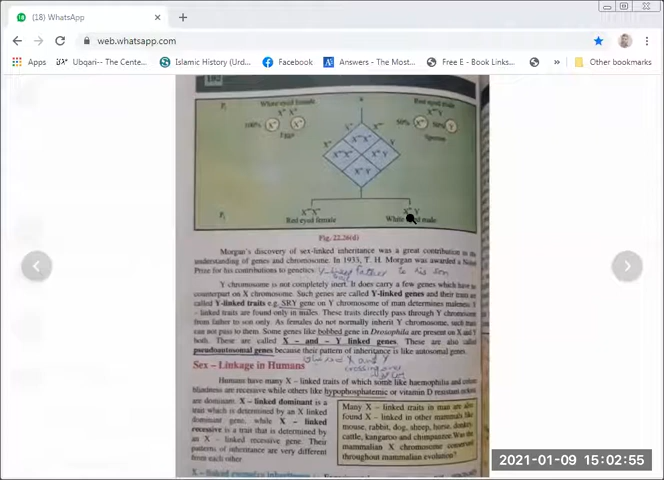 (18) WhatsApp
web.whatsapp.com
Apps
Ubqari-- The Cente...
Islamic History (Urd...
Facebook
Answers - The Most...
Free E - Book Links...
Other bookmarks
192
P₁
White eyed female
Red eyed male
100%
Eggs
50%
50%
Sperms
F₁
Red eyed female
White eyed male
Fig-22.26(d)
Morgan's discovery of sex-linked inheritance was a great contribution in the
understanding of genes and chromosome. In 1933, T. H. Morgan was awarded a Nobel
Prize for his contributions to genetics. Y-linked father to his son
Y chromosome is not completely inert. It does carry a few genes which have no
counterpart on X chromosome. Such genes are called Y-linked genes and their traits are
called Y-linked traits e.g. SRY gene on Y chromosome of man determines maleness. Y
- linked traits are found only in males. These traits directly pass through Y chromosome
from father to son only. As females do not normally inherit Y chromosome, such traits
can not pass to them. Some genes like bobbed gene in Drosophila are present on X and Y
both. These are called X - and - Y linked genes. These are also called
pseudoautosomal genes because their pattern of inheritance is like autosomal genes.
X and Y
crossing over
Sex - Linkage in Humans
Humans have many X - linked traits of which some like haemophilia and colour
blindness are recessive while others like hypophosphatemic or vitamin D resistant rickets
are dominant. X - linked dominant is a
trait which is determined by an X linked
dominant gene, while X - linked
recessive is a trait that is determined by
an X - linked recessive gene. Their
patterns of inheritance are very different
from each other.
Many X - linked traits in man are also
found X - linked in other mammals like
mouse, rabbit, dog, sheep, horse, donkey,
cattle, kangaroo and chimpanzee. Was the
mammalian X chromosome conserved
throughout mammalian evolution?
2021-01-09 15:02:55